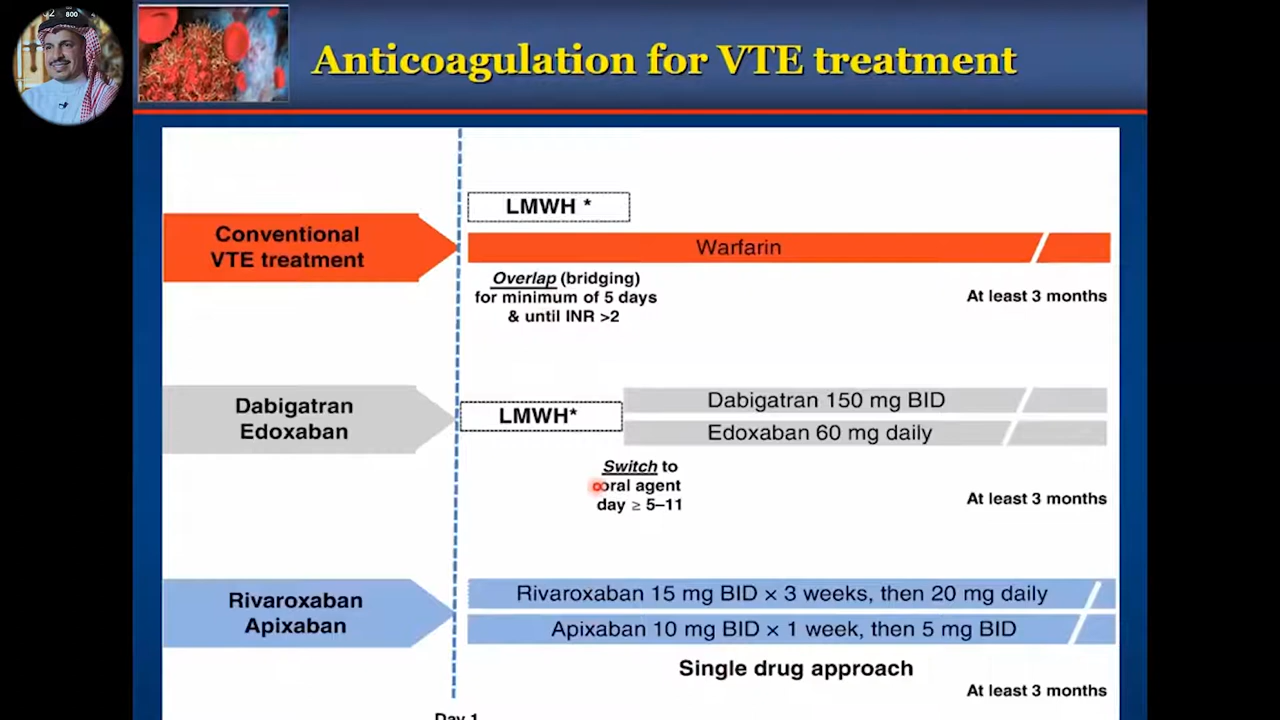 2 800
Anticoagulation for VTE treatment
LMWH *
Conventional
VTE treatment
Warfarin
Overlap (bridging)
for minimum of 5 days
& until INR >2
At least 3 months
Dabigatran
Edoxaban
LMWH*
Dabigatran 150 mg BID
Edoxaban 60 mg daily
Switch to
oral agent
day ≥ 5–11
At least 3 months
Rivaroxaban
Apixaban
Rivaroxaban 15 mg BID × 3 weeks, then 20 mg daily
Apixaban 10 mg BID × 1 week, then 5 mg BID
Single drug approach
At least 3 months
Day 1